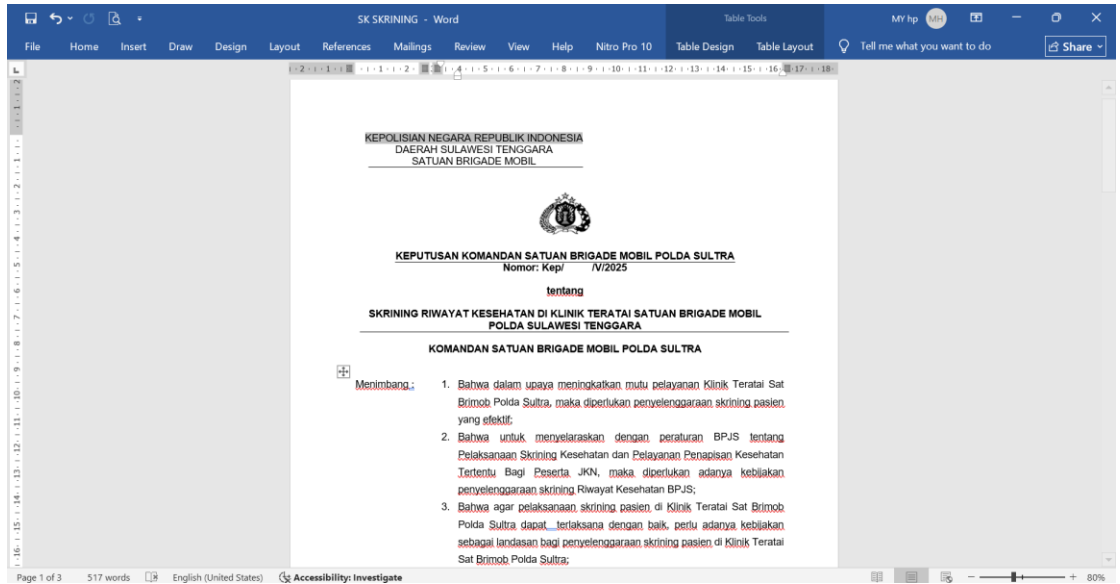 SK SKRINING - Word
Table Tools
MY hp
MH
File Home Insert Draw Design Layout References Mailings Review View Help Nitro Pro 10 Table Design Table Layout Tell me what you want to do Share
KEPOLISIAN NEGARA REPUBLIK INDONESIA
DAERAH SULAWESI TENGGARA
SATUAN BRIGADE MOBIL
KEPUTUSAN KOMANDAN SATUAN BRIGADE MOBIL POLDA SULTRA
Nomor: Kep/ /V/2025
tentang
SKRINING RIWAYAT KESEHATAN DI KLINIK TERATAI SATUAN BRIGADE MOBIL
POLDA SULAWESI TENGGARA
KOMANDAN SATUAN BRIGADE MOBIL POLDA SULTRA
Menimbang : 1. Bahwa dalam upaya meningkatkan mutu pelayanan Klinik Teratai Sat
Brimob Polda Sultra, maka diperlukan penyelenggaraan skrining pasien
yang efektif;
2. Bahwa untuk menyelaraskan dengan peraturan BPJS tentang
Pelaksanaan Skrining Kesehatan dan Pelayanan Penapisan Kesehatan
Tertentu Bagi Peserta JKN, maka diperlukan adanya kebijakan
penyelenggaraan skrining Riwayat Kesehatan BPJS;
3. Bahwa agar pelaksanaan skrining pasien di Klinik Teratai Sat Brimob
Polda Sultra dapat terlaksana dengan baik, perlu adanya kebijakan
sebagai landasan bagi penyelenggaraan skrining pasien di Klinik Teratai
Sat Brimob Polda Sultra;
Page 1 of 3 517 words English (United States) Accessibility: Investigate 80%